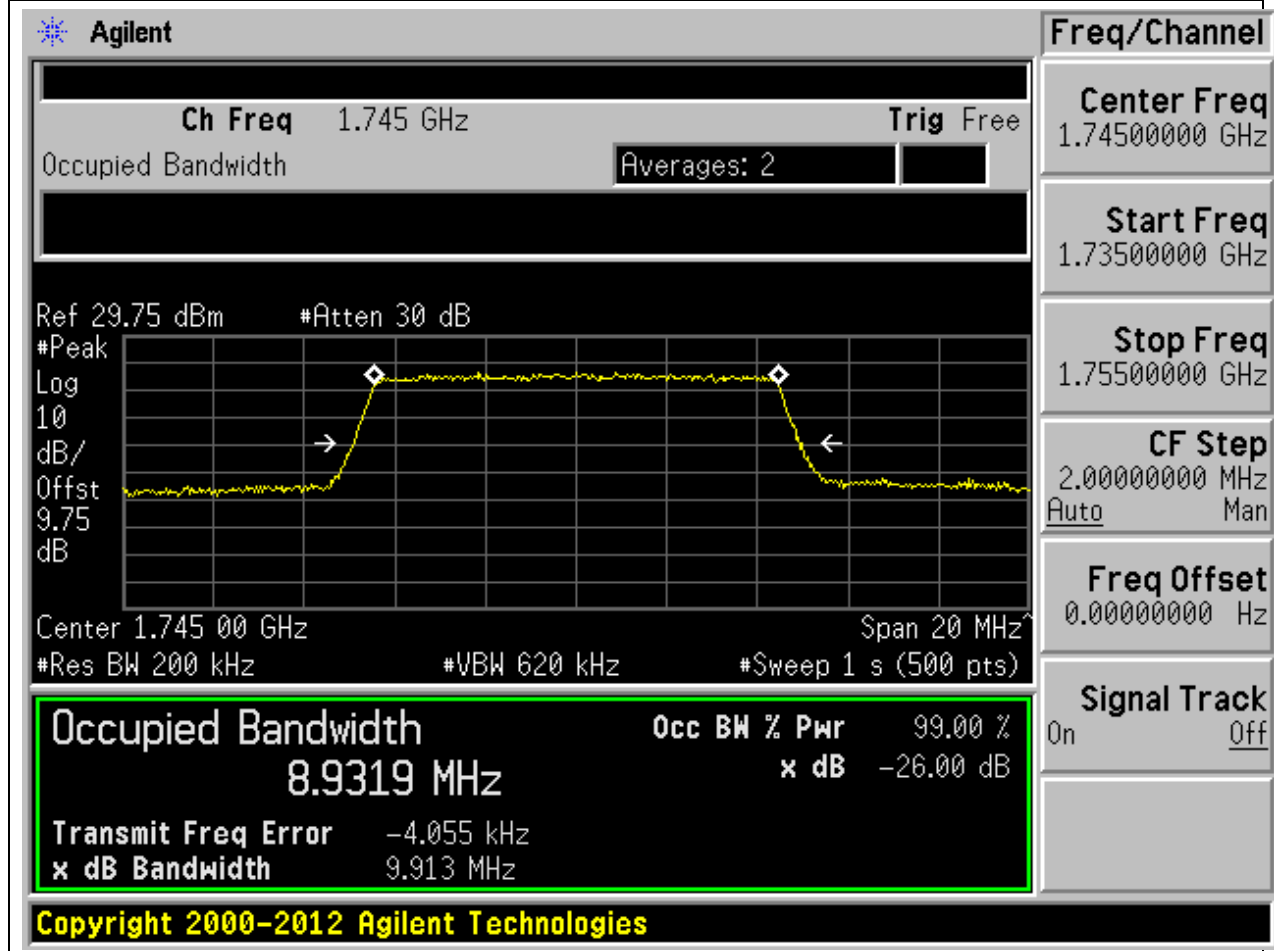 Agilent
Freq/Channel
Ch Freq 1.745 GHz Trig Free
Occupied Bandwidth Averages: 2
Ref 29.75 dBm #Atten 30 dB
#Peak
Log
10
dB/
Offst
9.75
dB
Center 1.745 00 GHz Span 20 MHz^
#Res BW 200 kHz #VBW 620 kHz #Sweep 1 s (500 pts)
Occupied Bandwidth
8.9319 MHz
Occ BW % Pwr 99.00 %
x dB -26.00 dB
Transmit Freq Error -4.055 kHz
x dB Bandwidth 9.913 MHz
Center Freq
1.74500000 GHz
Start Freq
1.73500000 GHz
Stop Freq
1.75500000 GHz
CF Step
2.00000000 MHz
Auto Man
Freq Offset
0.00000000 Hz
Signal Track
On Off
Copyright 2000-2012 Agilent Technologies